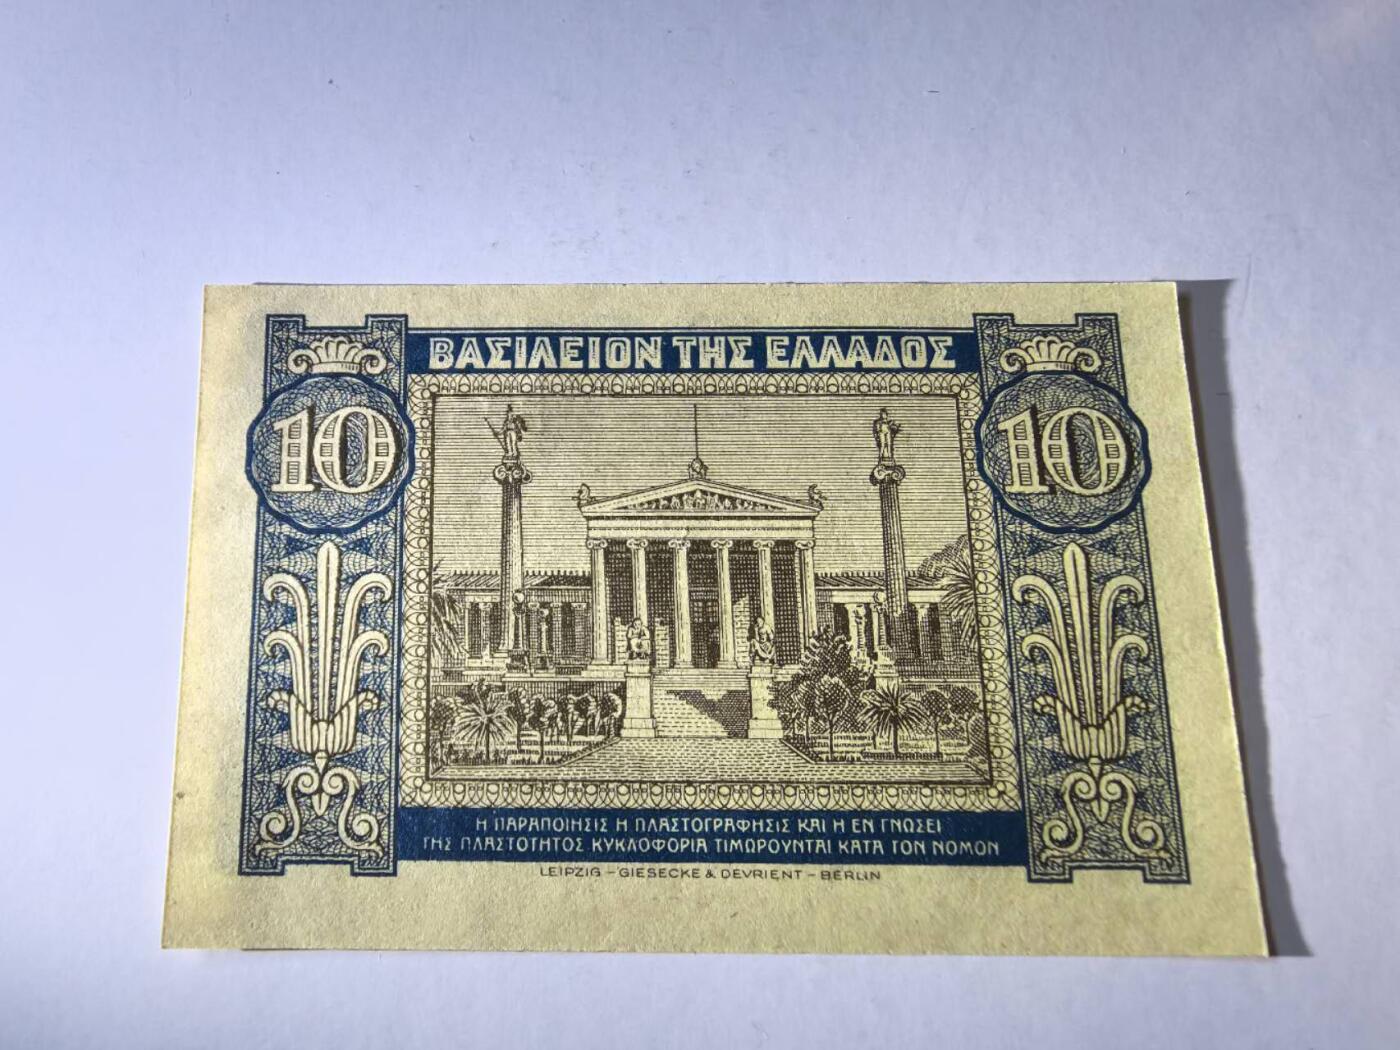 ΒΑΣΙΛΕΙΟΝ ΤΗΣ ΕΛΛΑΔΟΣ
10 10
Η ΠΑΡΑΠΟΙΗΣΙΣ Η ΠΛΑΣΤΟΓΡΑΦΗΣΙΣ ΚΑΙ Η ΕΝ ΓΝΩΣΕΙ
ΤΗΣ ΠΛΑΣΤΟΤΗΤΟΣ ΚΥΚΛΟΦΟΡΙΑ ΤΙΜΩΡΟΥΝΤΑΙ ΚΑΤΑ ΤΟΝ ΝΟΜΟΝ
LEIPZIG – GIESECKE & DEVRIENT – BERLIN